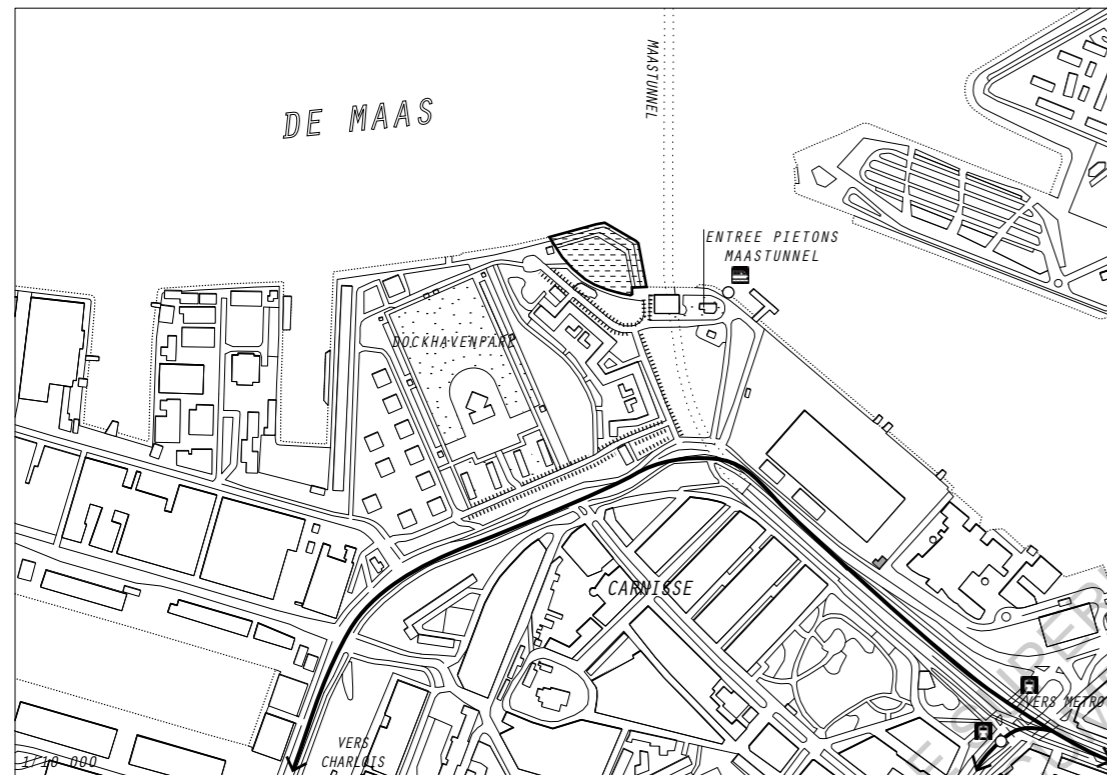 DE MAAS
MAASTUNNEL
ENTREE PIETONS
MAASTUNNEL
DOCKHAVENPARK
CARNISSE
VERS METRO
VERS
CHARLOIS
1/10 000